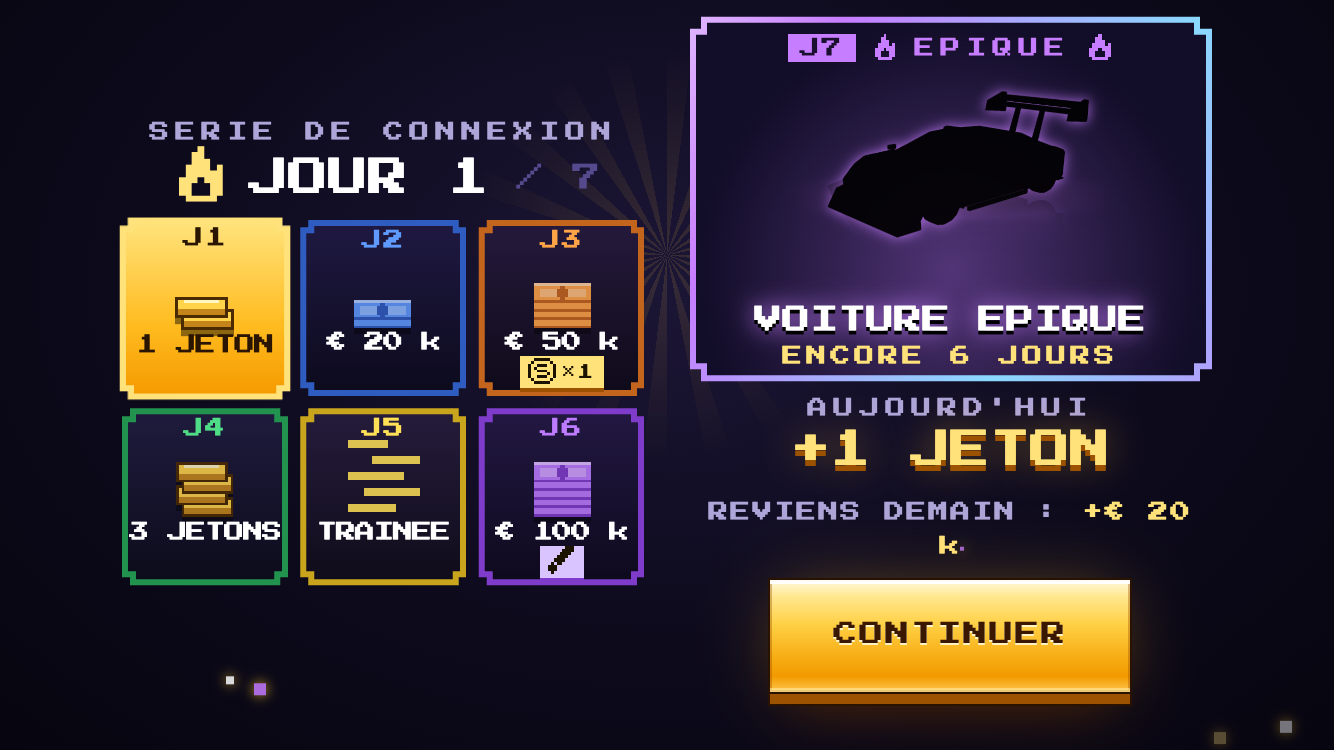 SERIE DE CONNEXION
JOUR 1 / 7
J1
1 JETON
J2
€ 20 k
J3
€ 50 k
S ×1
J4
3 JETONS
J5
TRAINEE
J6
€ 100 k
J7 EPIQUE
VOITURE EPIQUE
ENCORE 6 JOURS
AUJOURD'HUI
+1 JETON
REVIENS DEMAIN : +€ 20
k.
CONTINUER